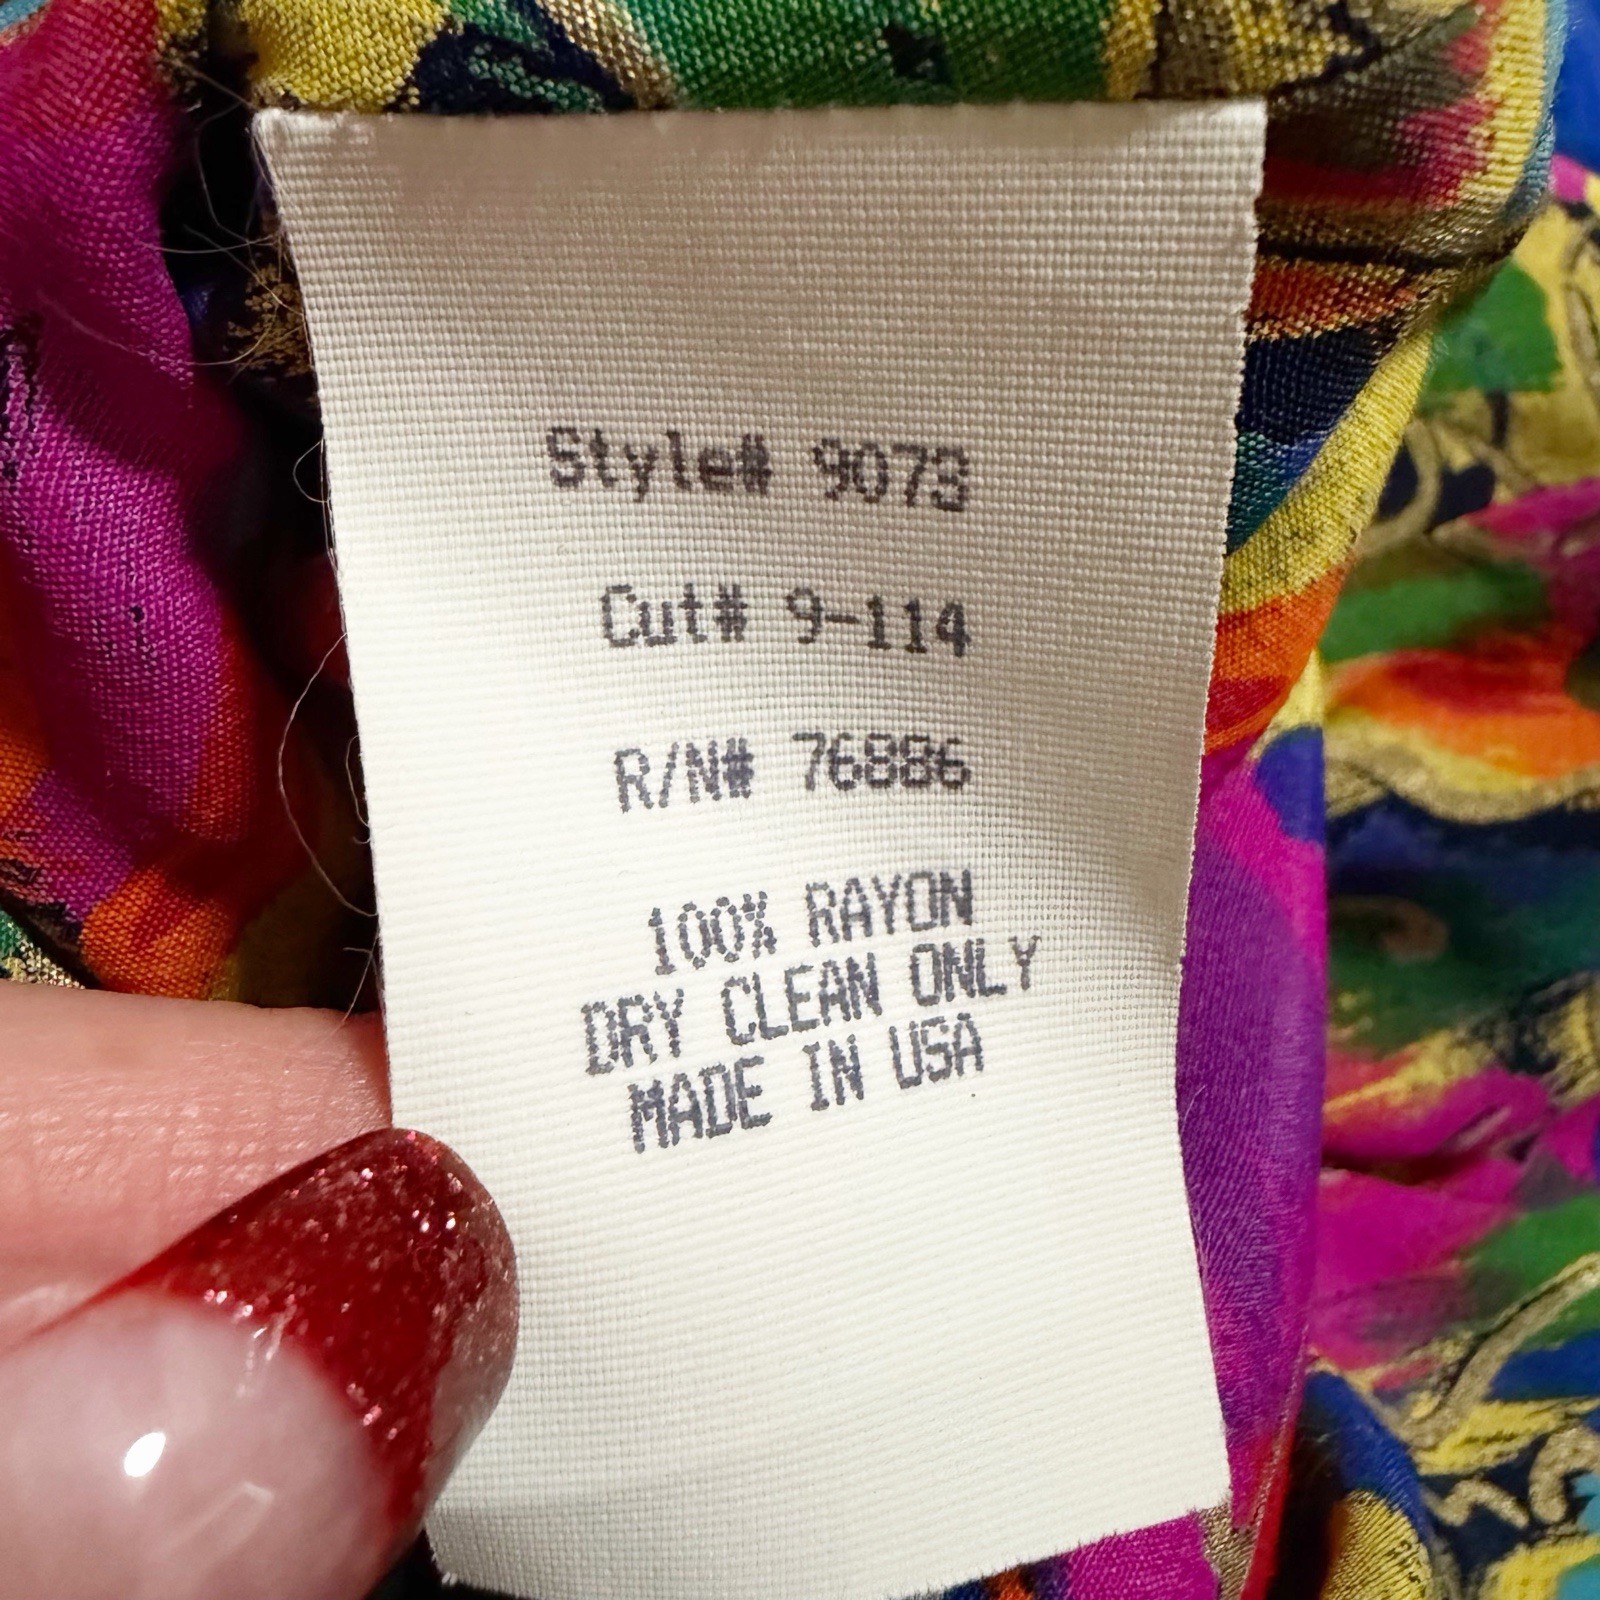 Style# 9073
Cut# 9-114
R/N# 76886
100% RAYON
DRY CLEAN ONLY
MADE IN USA